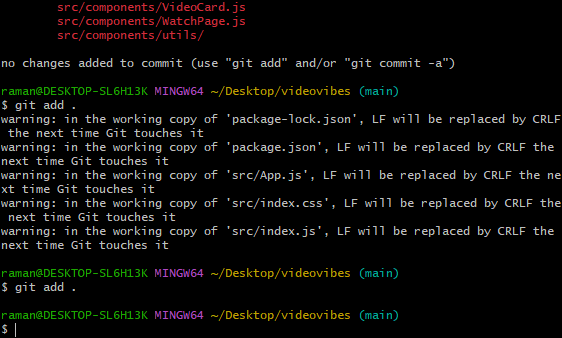 src/components/VideoCard.js
src/components/WatchPage.js
src/components/utils/
no changes added to commit (use "git add" and/or "git commit -a")
raman@DESKTOP-SL6H13K MINGW64 ~/Desktop/videovibes (main)
$ git add .
warning: in the working copy of 'package-lock.json', LF will be replaced by CRLF
the next time Git touches it
warning: in the working copy of 'package.json', LF will be replaced by CRLF the
next time Git touches it
warning: in the working copy of 'src/App.js', LF will be replaced by CRLF the ne
xt time Git touches it
warning: in the working copy of 'src/index.css', LF will be replaced by CRLF the
next time Git touches it
warning: in the working copy of 'src/index.js', LF will be replaced by CRLF the
next time Git touches it
raman@DESKTOP-SL6H13K MINGW64 ~/Desktop/videovibes (main)
$ git add .
raman@DESKTOP-SL6H13K MINGW64 ~/Desktop/videovibes (main)
$